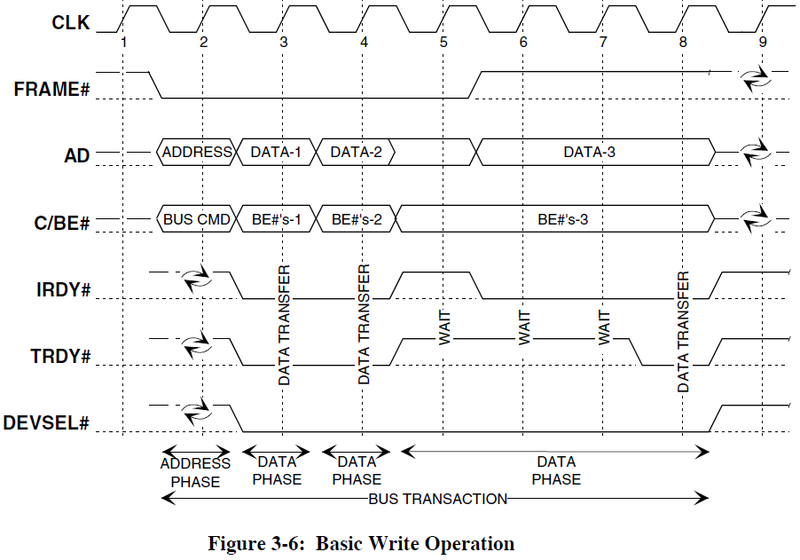 CLK
1 2 3 4 5 6 7 8 9
FRAME#
AD
ADDRESS DATA-1 DATA-2 DATA-3
C/BE#
BUS CMD BE#'s-1 BE#'s-2 BE#'s-3
IRDY#
DATA TRANSFER
DATA TRANSFER
WAIT
WAIT
WAIT
DATA TRANSFER
TRDY#
DEVSEL#
ADDRESS
PHASE
DATA
PHASE
DATA
PHASE
DATA
PHASE
BUS TRANSACTION
Figure 3-6: Basic Write Operation